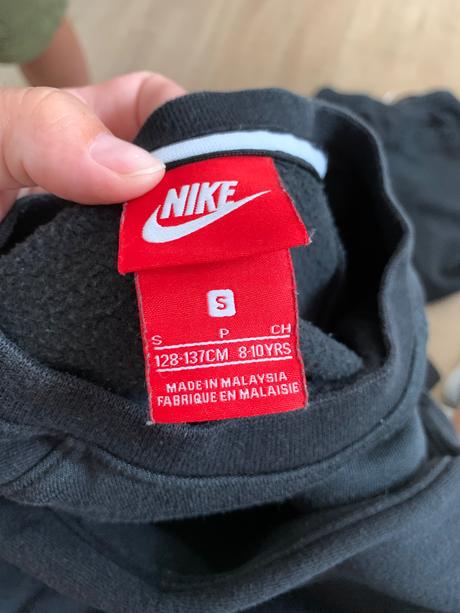 NIKE
S
S P CH
128-137CM 8-10YRS
MADE IN MALAYSIA
FABRIQUE EN MALAISIE